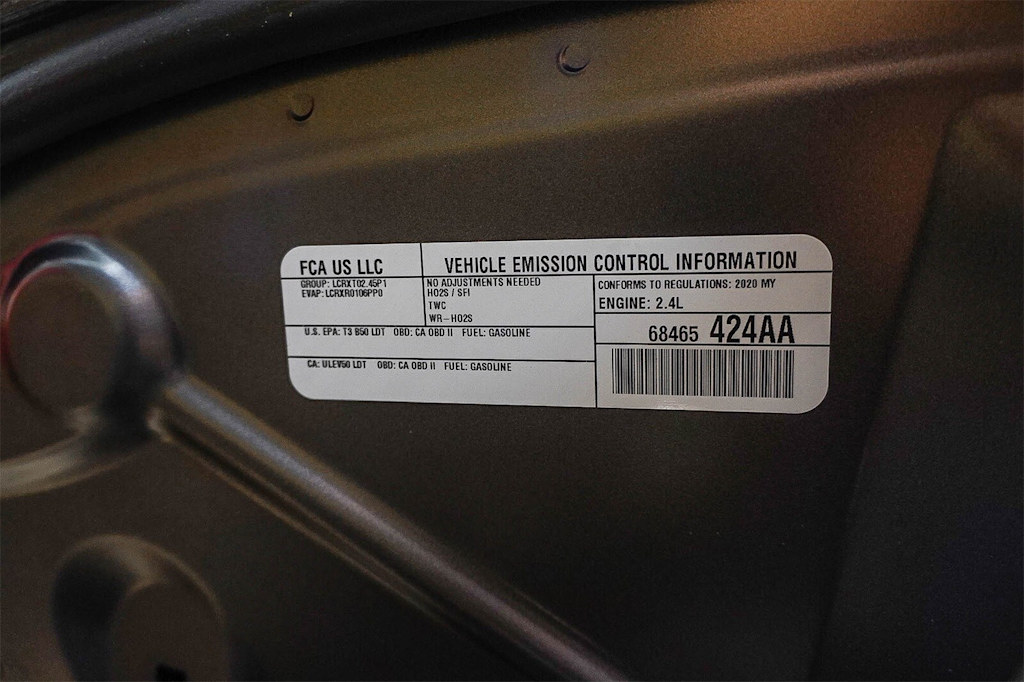 FCA US LLC
VEHICLE EMISSION CONTROL INFORMATION
GROUP: LCRXT02.45P1
EVAP: LCRXR0106PP0
NO ADJUSTMENTS NEEDED
HO2S / SFI
TWC
WR-HO2S
CONFORMS TO REGULATIONS: 2020 MY
ENGINE: 2.4L
U.S. EPA: T3 B50 LDT OBD: CA OBD II FUEL: GASOLINE
CA: ULEV50 LDT OBD: CA OBD II FUEL: GASOLINE
68465 424AA